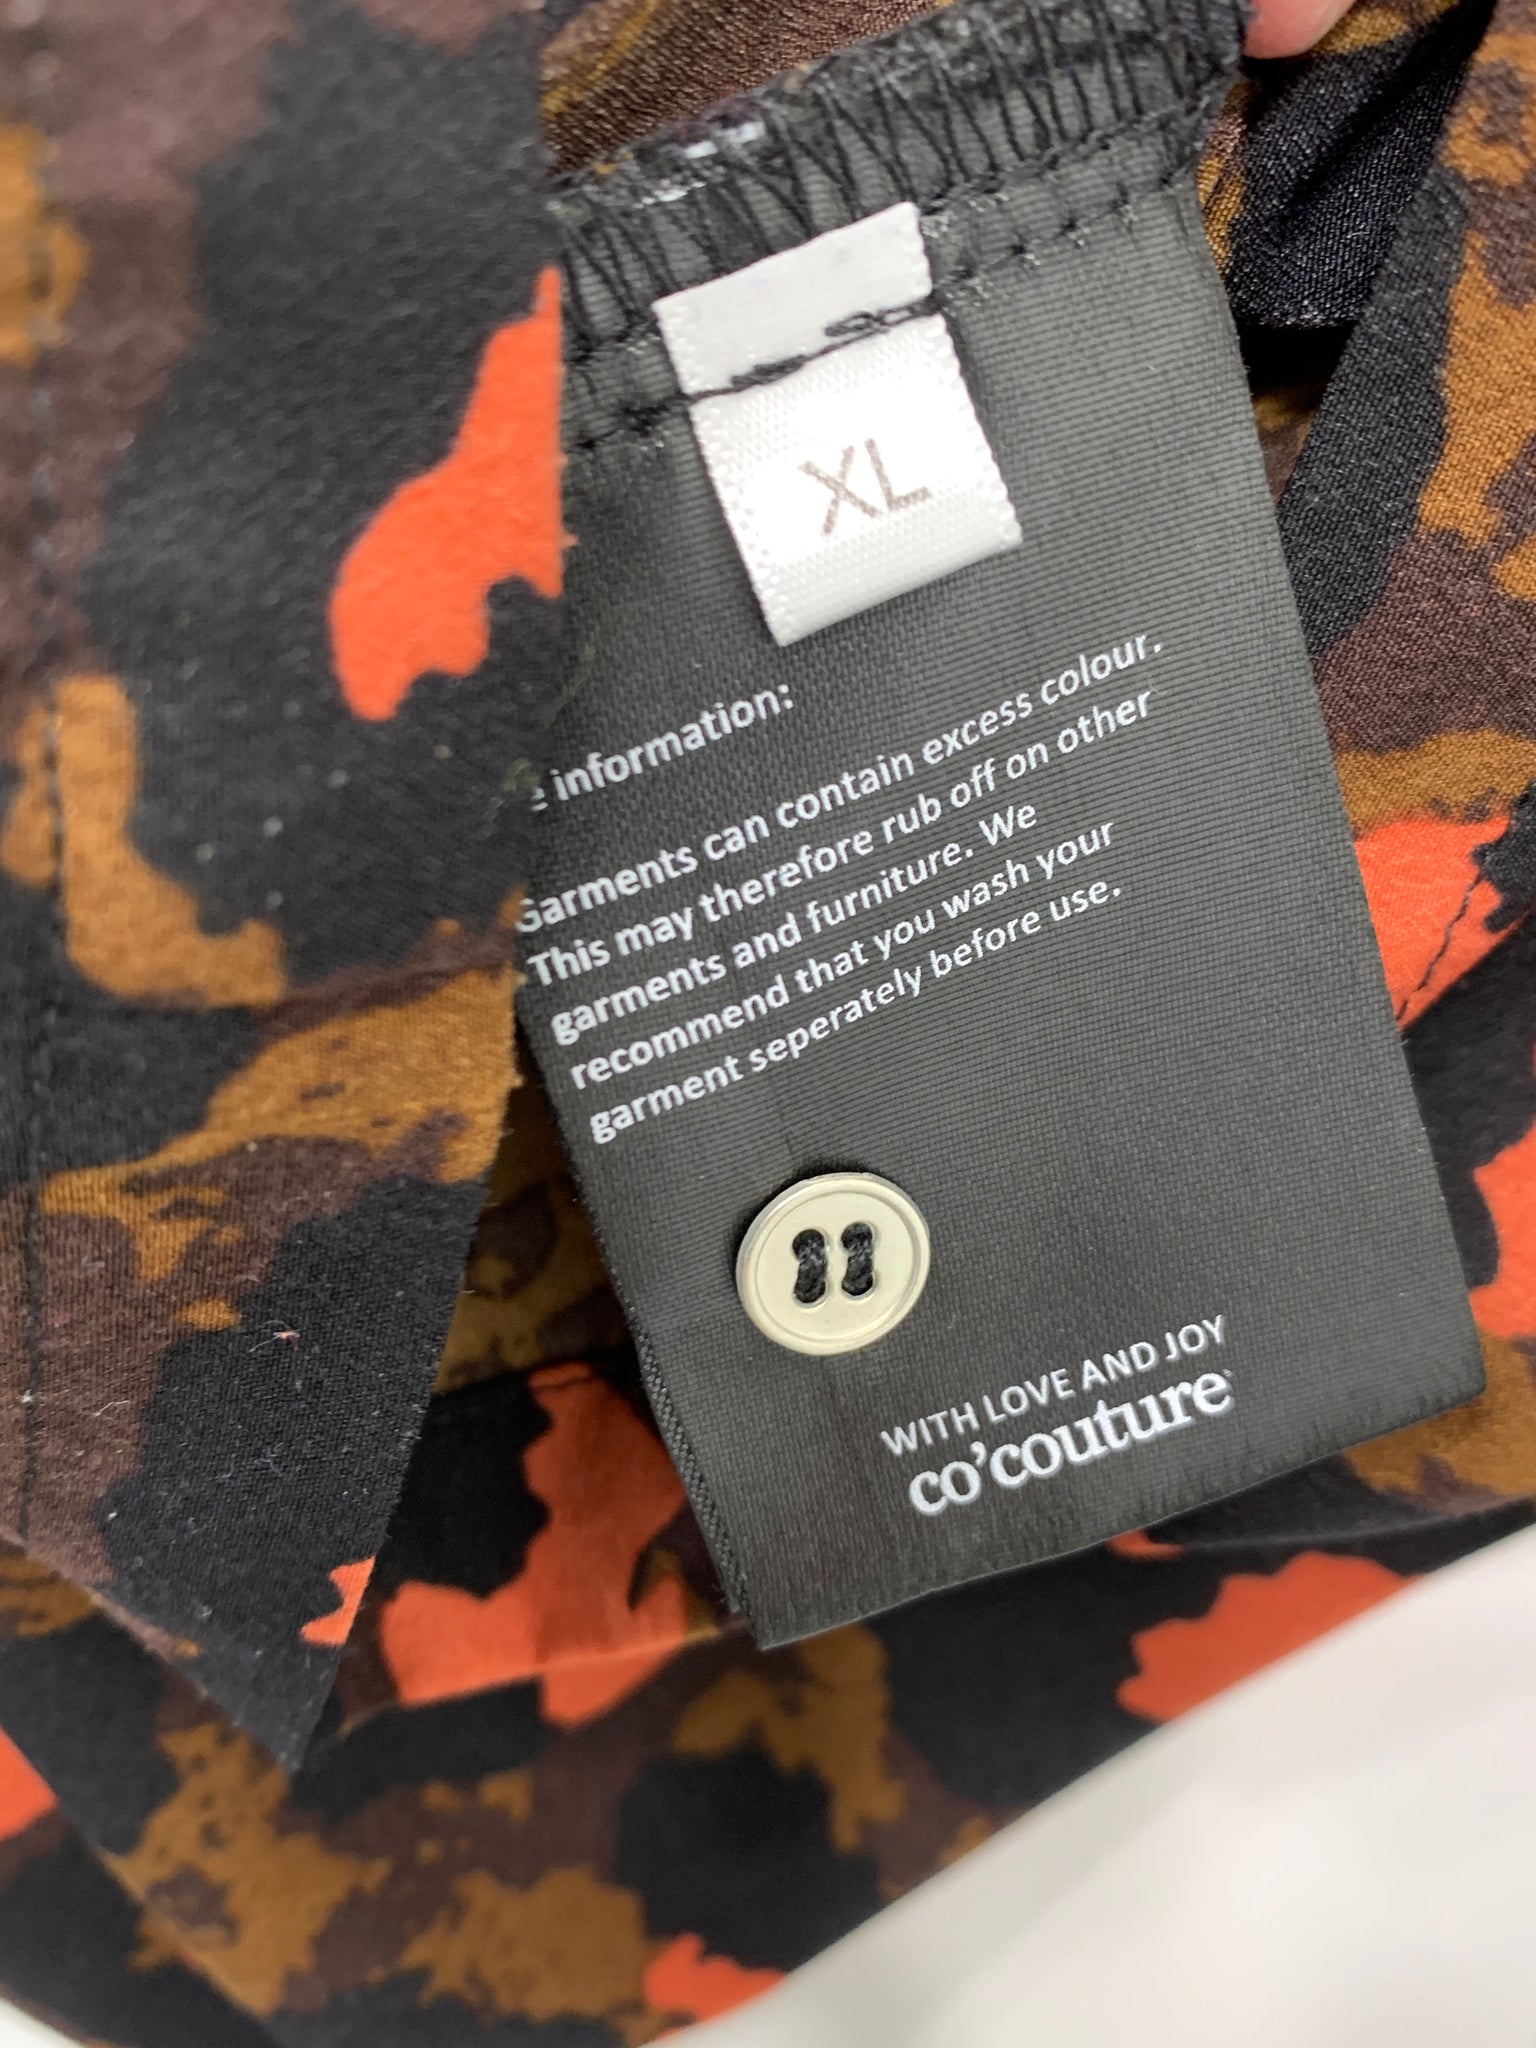 XL
information:
Garments can contain excess colour.
This may therefore rub off on other
garments and furniture. We
recommend that you wash your
garment seperately before use.
WITH LOVE AND JOY
co'couture